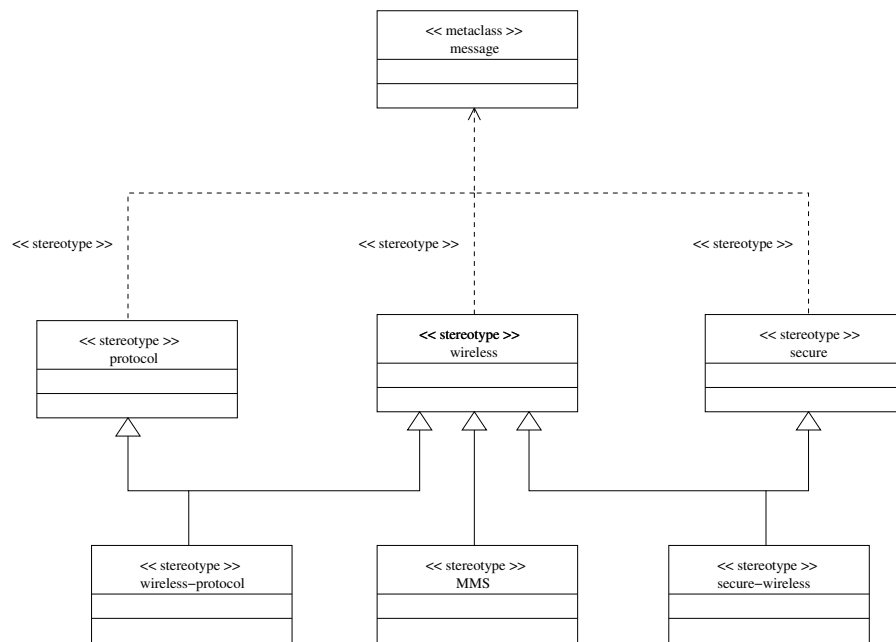 << metaclass >>
message
<< stereotype >>
<< stereotype >>
<< stereotype >>
<< stereotype >>
protocol
<< stereotype >>
wireless
<< stereotype >>
secure
<< stereotype >>
wireless−protocol
<< stereotype >>
MMS
<< stereotype >>
secure−wireless